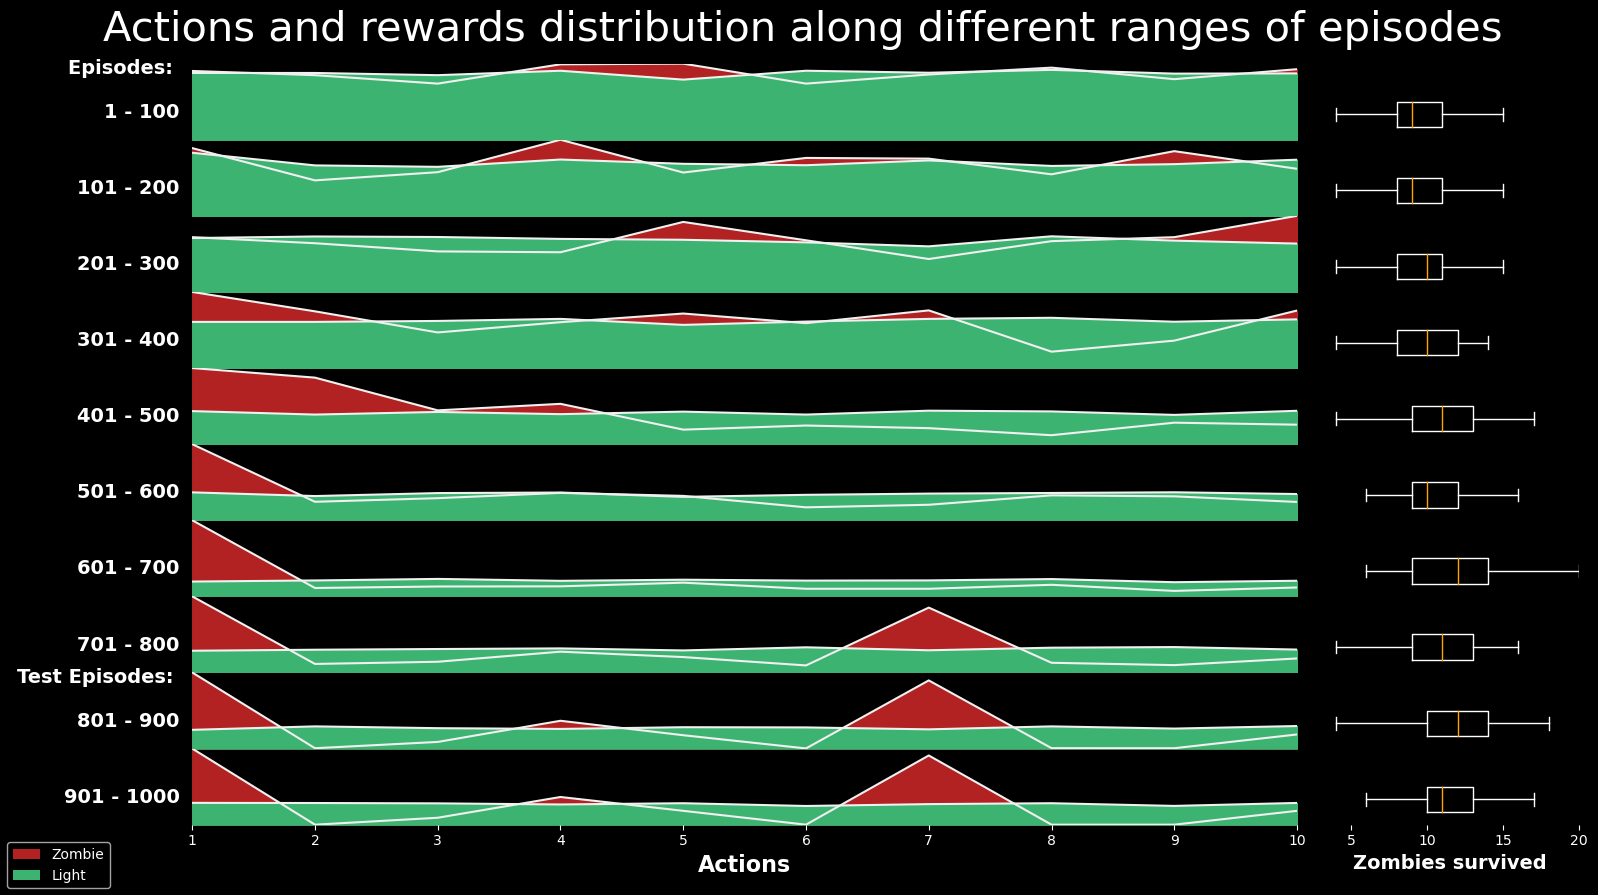 Actions and rewards distribution along different ranges of episodes
Episodes:
1 - 100
101 - 200
201 - 300
301 - 400
401 - 500
501 - 600
601 - 700
701 - 800
Test Episodes:
801 - 900
901 - 1000
1 2 3 4 5 6 7 8 9 10
5 10 15 20
Actions
Zombies survived
Zombie
Light